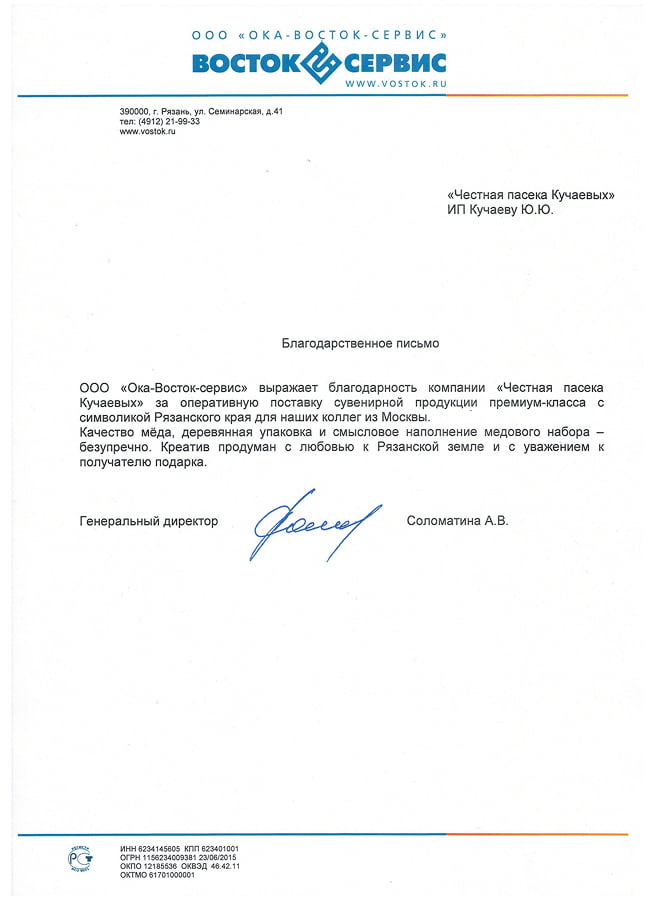 ООО «ОКА-ВОСТОК-СЕРВИС»
ВОСТОК СЕРВИС
WWW.VOSTOK.RU
390000, г. Рязань, ул. Семинарская, д.41
тел: (4912) 21-99-33
www.vostok.ru
«Честная пасека Кучаевых»
ИП Кучаеву Ю.Ю.
Благодарственное письмо
ООО «Ока-Восток-сервис» выражает благодарность компании «Честная пасека
Кучаевых» за оперативную поставку сувенирной продукции премиум-класса с
символикой Рязанского края для наших коллег из Москвы.
Качество мёда, деревянная упаковка и смысловое наполнение медового набора –
безупречно. Креатив продуман с любовью к Рязанской земле и с уважением к
получателю подарка.
Генеральный директор
Соломатина А.В.
ИНН 6234145605 КПП 623401001
ОГРН 1156234009381 23/06/2015
ОКПО 12185536 ОКВЭД 46.42.11
ОКТМО 61701000001